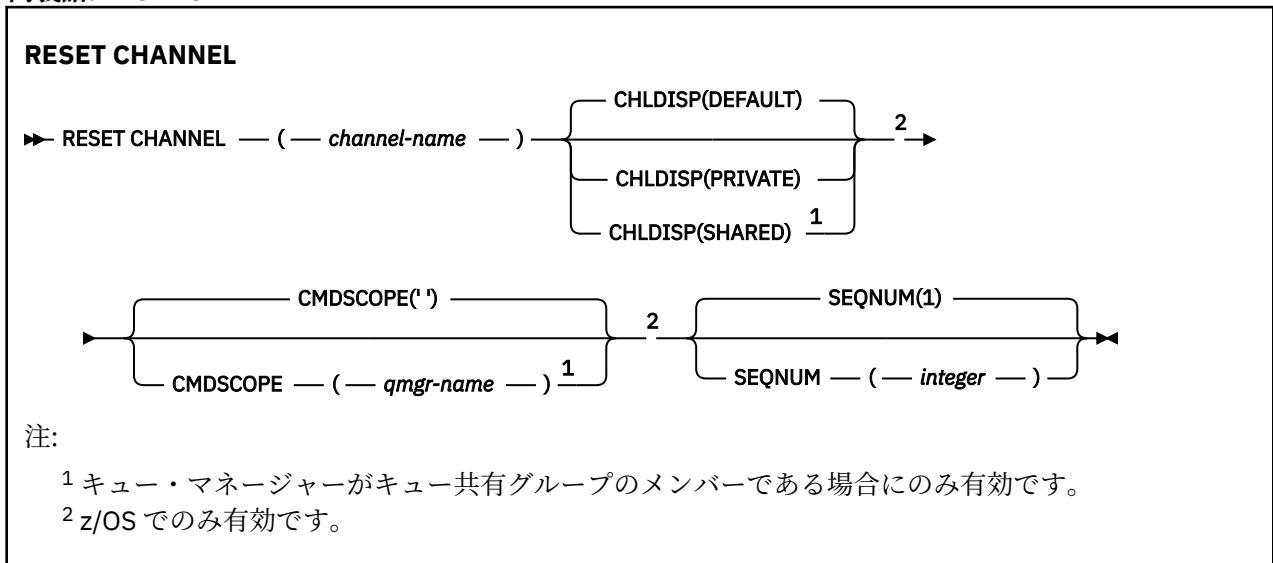 RESET CHANNEL
CHLDISP(DEFAULT)
RESET CHANNEL ( channel-name ) 2
CHLDISP(PRIVATE)
CHLDISP(SHARED) 1
CMDSCOPE(' ') SEQNUM(1)
2
CMDSCOPE ( qmgr-name ) 1 SEQNUM ( integer )
注:
1 キュー・マネージャーがキュー共有グループのメンバーである場合にのみ有効です。
2 z/OS でのみ有効です。